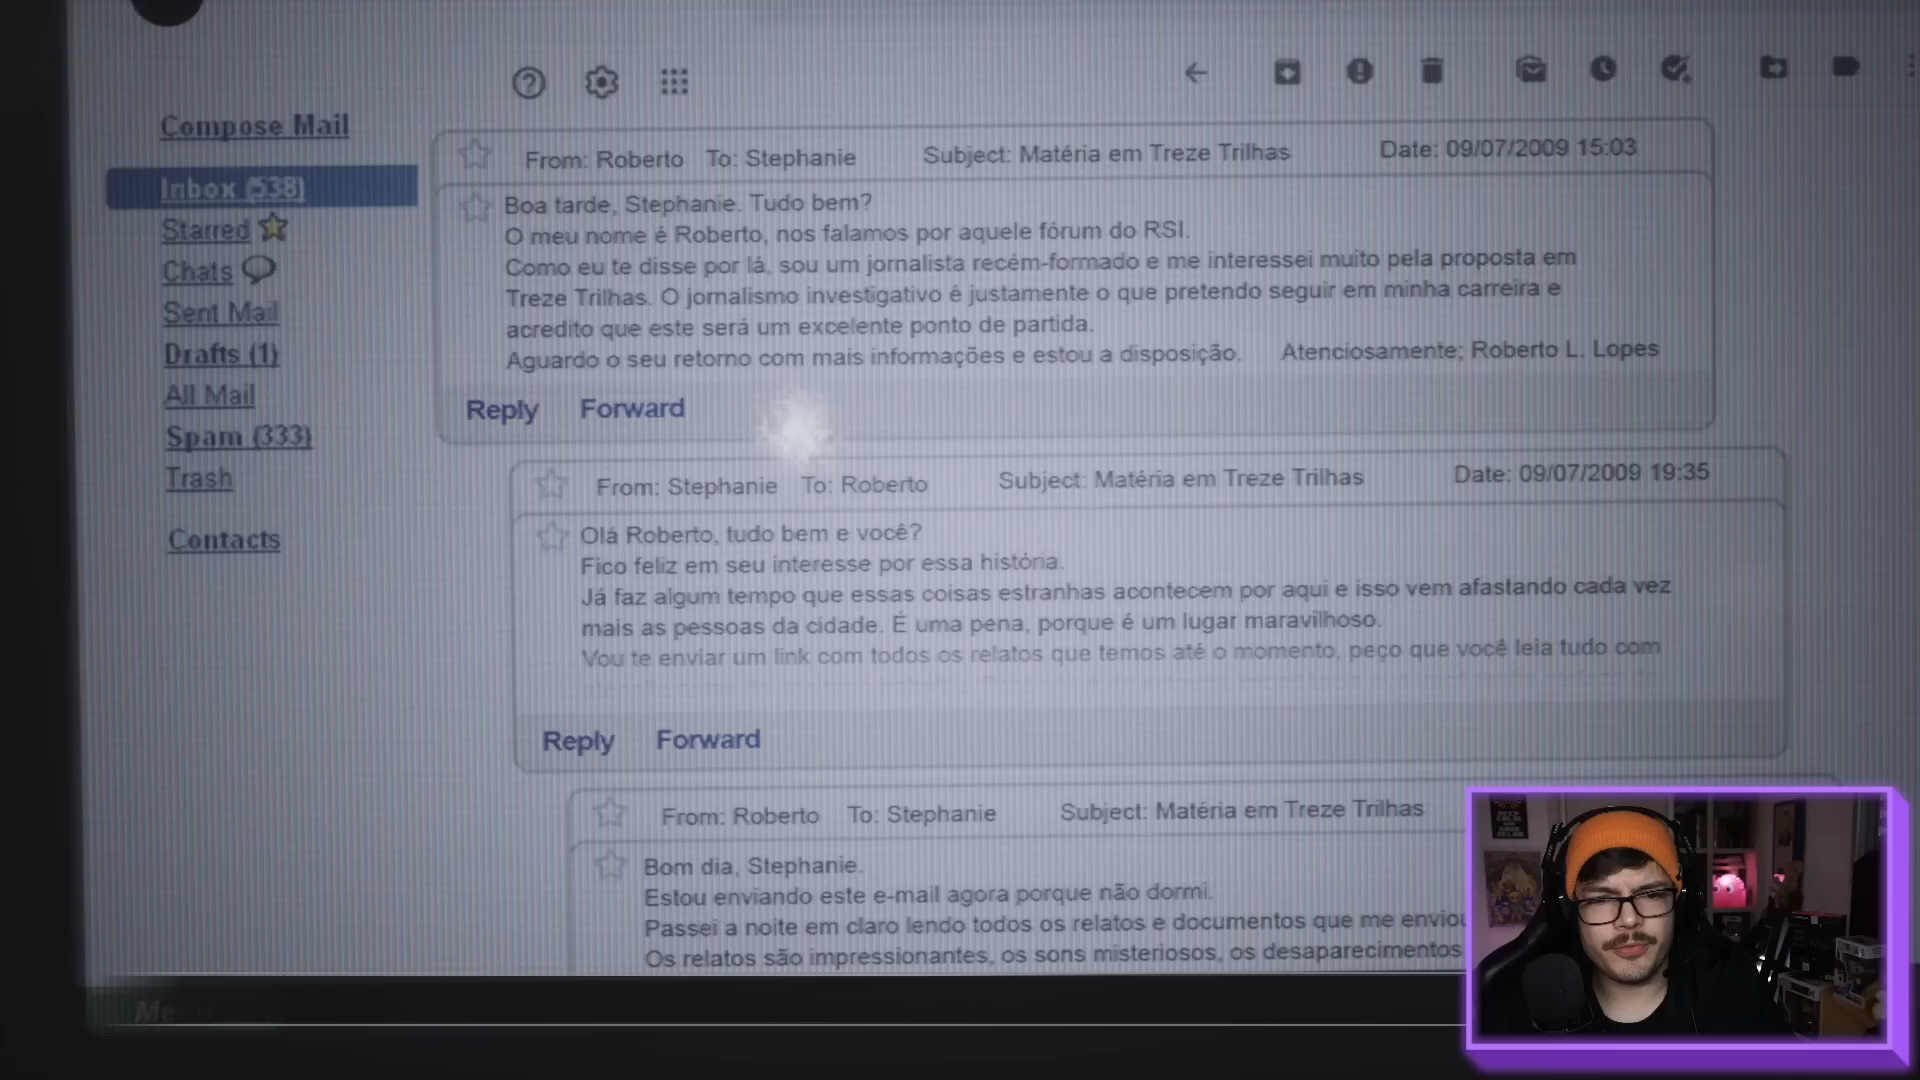 Compose Mail
Inbox (538)
Starred
Chats
Sent Mail
Drafts (1)
All Mail
Spam (333)
Trash
Contacts
From: Roberto To: Stephanie Subject: Matéria em Treze Trilhas Date: 09/07/2009 15:03
Boa tarde, Stephanie. Tudo bem?
O meu nome é Roberto, nos falamos por aquele fórum do RSI.
Como eu te disse por lá, sou um jornalista recém-formado e me interessei muito pela proposta em
Treze Trilhas. O jornalismo investigativo é justamente o que pretendo seguir em minha carreira e
acredito que este será um excelente ponto de partida.
Aguardo o seu retorno com mais informações e estou a disposição. Atenciosamente; Roberto L. Lopes
Reply Forward
From: Stephanie To: Roberto Subject: Matéria em Treze Trilhas Date: 09/07/2009 19:35
Olá Roberto, tudo bem e você?
Fico feliz em seu interesse por essa história.
Já faz algum tempo que essas coisas estranhas acontecem por aqui e isso vem afastando cada vez
mais as pessoas da cidade. É uma pena, porque é um lugar maravilhoso.
Vou te enviar um link com todos os relatos que temos até o momento, peço que você leia tudo com
Reply Forward
From: Roberto To: Stephanie Subject: Matéria em Treze Trilhas
Bom dia, Stephanie.
Estou enviando este e-mail agora porque não dormi.
Passei a noite em claro lendo todos os relatos e documentos que me enviou
Os relatos são impressionantes, os sons misteriosos, os desaparecimentos
Menu